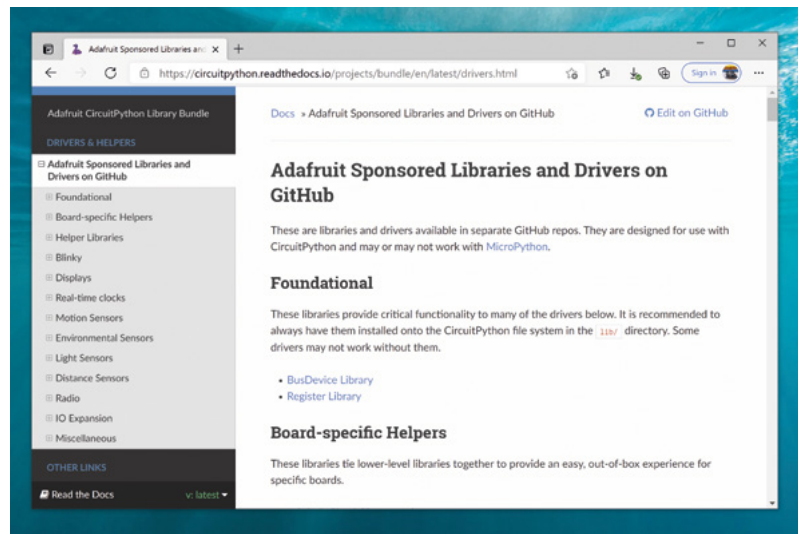 Adafruit Sponsored Libraries and
https://circuitpython.readthedocs.io/projects/bundle/en/latest/drivers.html
Sign in
Adafruit CircuitPython Library Bundle
DRIVERS & HELPERS
Adafruit Sponsored Libraries and
Drivers on GitHub
Foundational
Board-specific Helpers
Helper Libraries
Blinky
Displays
Real-time clocks
Motion Sensors
Environmental Sensors
Light Sensors
Distance Sensors
Radio
IO Expansion
Miscellaneous
OTHER LINKS
Read the Docs v: latest
Docs » Adafruit Sponsored Libraries and Drivers on GitHub Edit on GitHub
Adafruit Sponsored Libraries and Drivers on
GitHub
These are libraries and drivers available in separate GitHub repos. They are designed for use with
CircuitPython and may or may not work with MicroPython.
Foundational
These libraries provide critical functionality to many of the drivers below. It is recommended to
always have them installed onto the CircuitPython file system in the lib/ directory. Some
drivers may not work without them.
• BusDevice Library
• Register Library
Board-specific Helpers
These libraries tie lower-level libraries together to provide an easy, out-of-box experience for
specific boards.